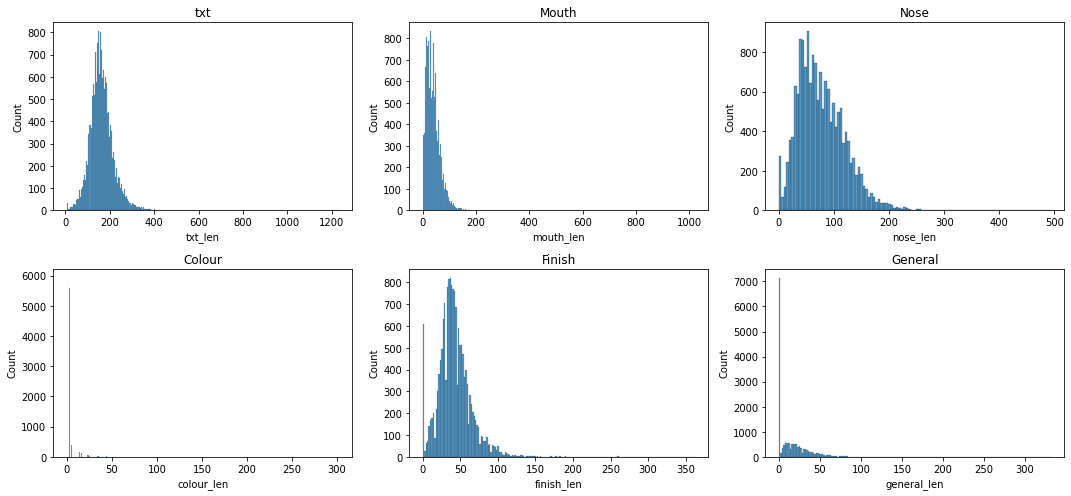 txt
Mouth
Nose
Count
800
700
600
500
400
300
200
100
0
0 200 400 600 800 1000 1200
txt_len
Count
800
700
600
500
400
300
200
100
0
0 200 400 600 800 1000
mouth_len
Count
800
600
400
200
0
0 100 200 300 400 500
nose_len
Colour
Finish
General
Count
6000
5000
4000
3000
2000
1000
0
0 50 100 150 200 250 300
colour_len
Count
800
700
600
500
400
300
200
100
0
0 50 100 150 200 250 300 350
finish_len
Count
7000
6000
5000
4000
3000
2000
1000
0
0 50 100 150 200 250 300
general_len